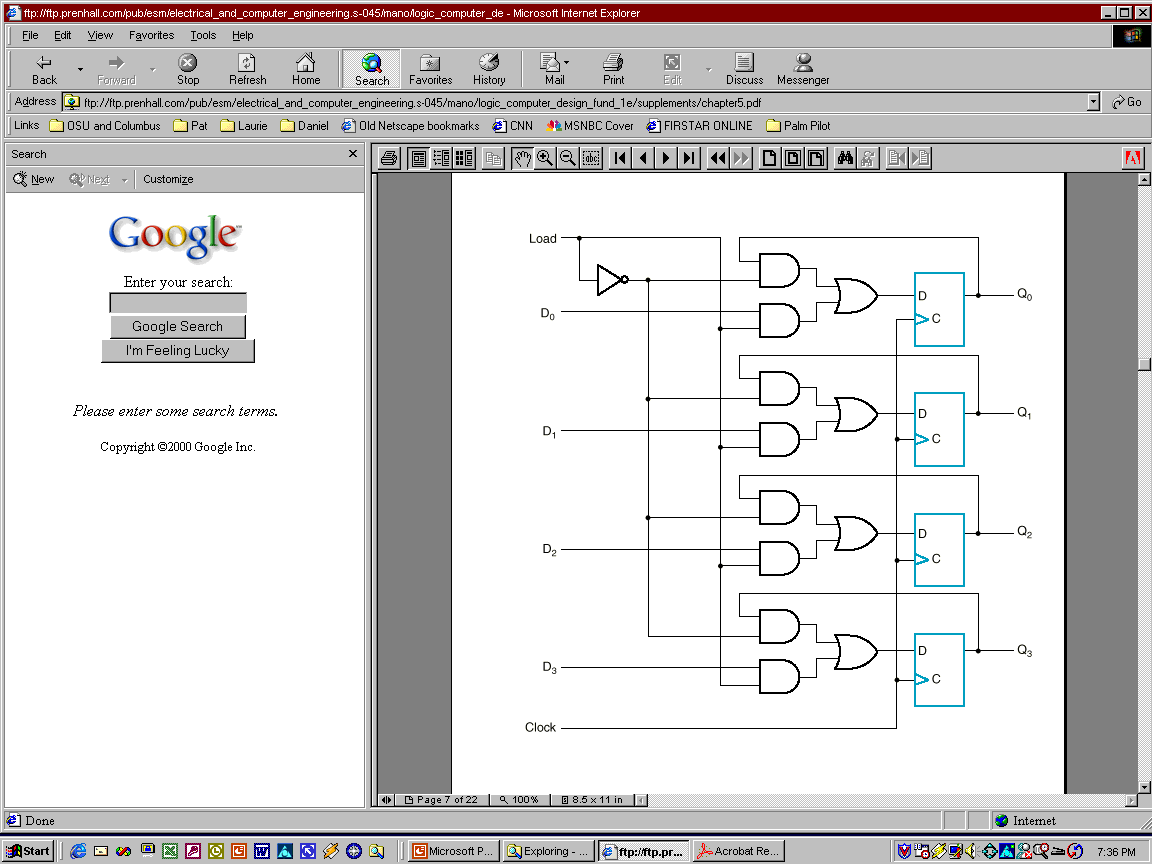 ftp://ftp.prenhall.com/pub/esm/electrical_and_computer_engineering.s-045/mano/logic_computer_de - Microsoft Internet Explorer
File Edit View Favorites Tools Help
Back Forward Stop Refresh Home Search Favorites History Mail Print Edit Discuss Messenger
Address ftp://ftp.prenhall.com/pub/esm/electrical_and_computer_engineering.s-045/mano/logic_computer_design_fund_1e/supplements/chapter5.pdf Go
Links OSU and Columbus Pat Laurie Daniel Old Netscape bookmarks CNN MSNBC Cover FIRSTAR ONLINE Palm Pilot
Search
New Next Customize
Google
Enter your search:
Google Search
I'm Feeling Lucky
Please enter some search terms.
Copyright ©2000 Google Inc.
Load
D0
D
C
Q0
D1
D
C
Q1
D2
D
C
Q2
D3
D
C
Q3
Clock
Page 7 of 22 100% 8.5 x 11 in
Done Internet
Start Microsoft P... Exploring - ... ftp://ftp.pr... Acrobat Re... 7:36 PM